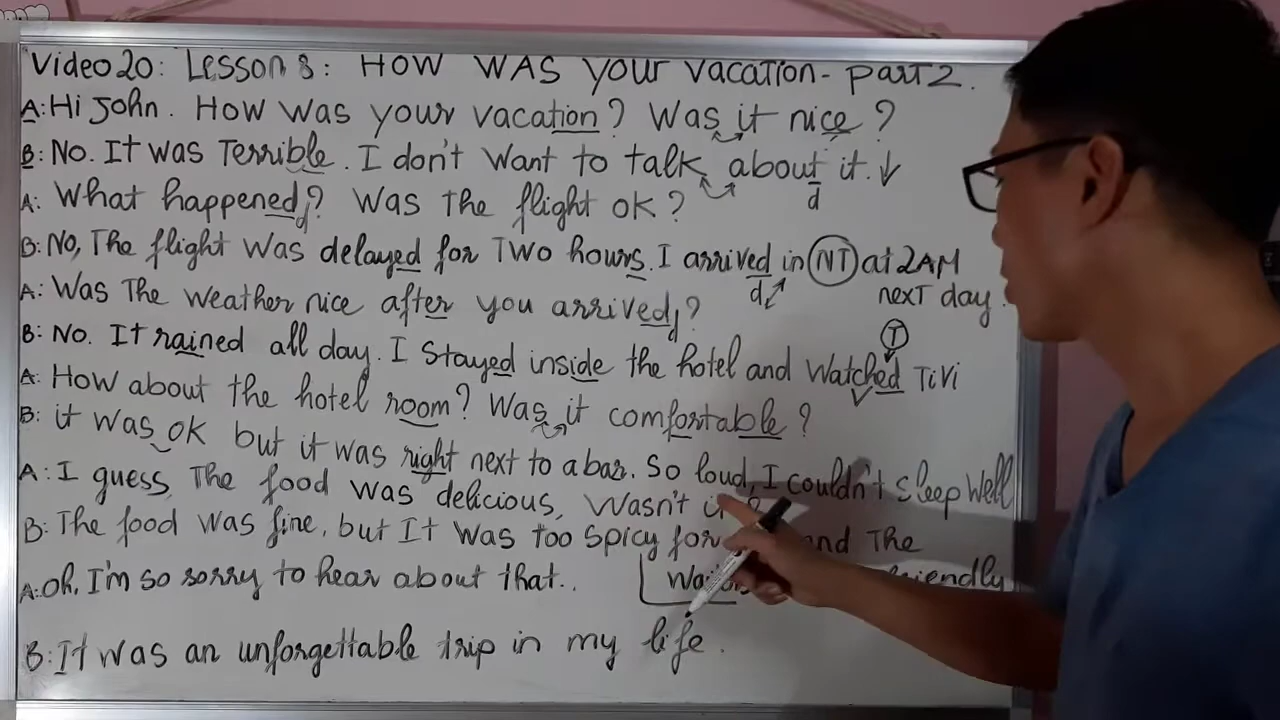 Video 20: Lesson 8: HOW WAS your vacation - part 2.
A: Hi John. How was your vacation? Was it nice?
B: No. It was Terrible. I don't want to talk about it. ↓
d
A: What happened? Was The flight OK?
d
B: No, The flight was delayed for TWO hours. I arrived in NT at 2AM
next day.
d
A: Was The weather nice after you arrived?
d
T
B: No. It rained all day. I stayed inside the hotel and watched TiVi
A: How about the hotel room? Was it comfortable?
B: it was OK but it was right next to a bar. So loud, I couldn't sleep well
A: I guess The food was delicious, Wasn't
B: The food was fine, but It was too spicy for and The
friendly
A: Oh, I'm so sorry to hear about that..
B: It was an unforgettable trip in my life.